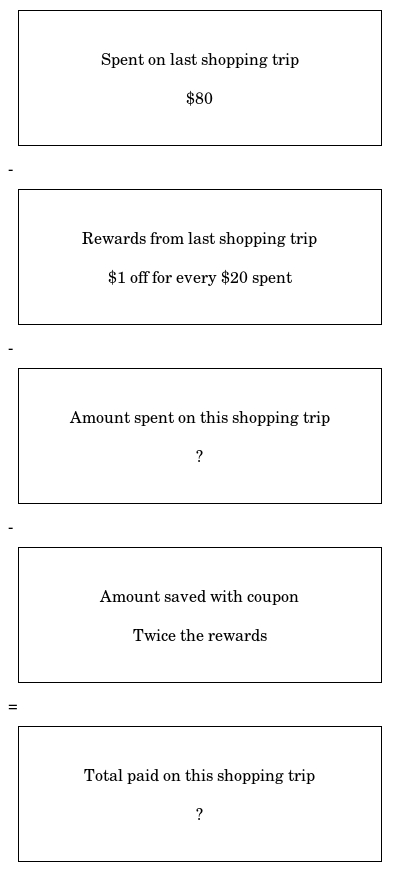 Spent on last shopping trip
$80
-
Rewards from last shopping trip
$1 off for every $20 spent
-
Amount spent on this shopping trip
?
-
Amount saved with coupon
Twice the rewards
=
Total paid on this shopping trip
?